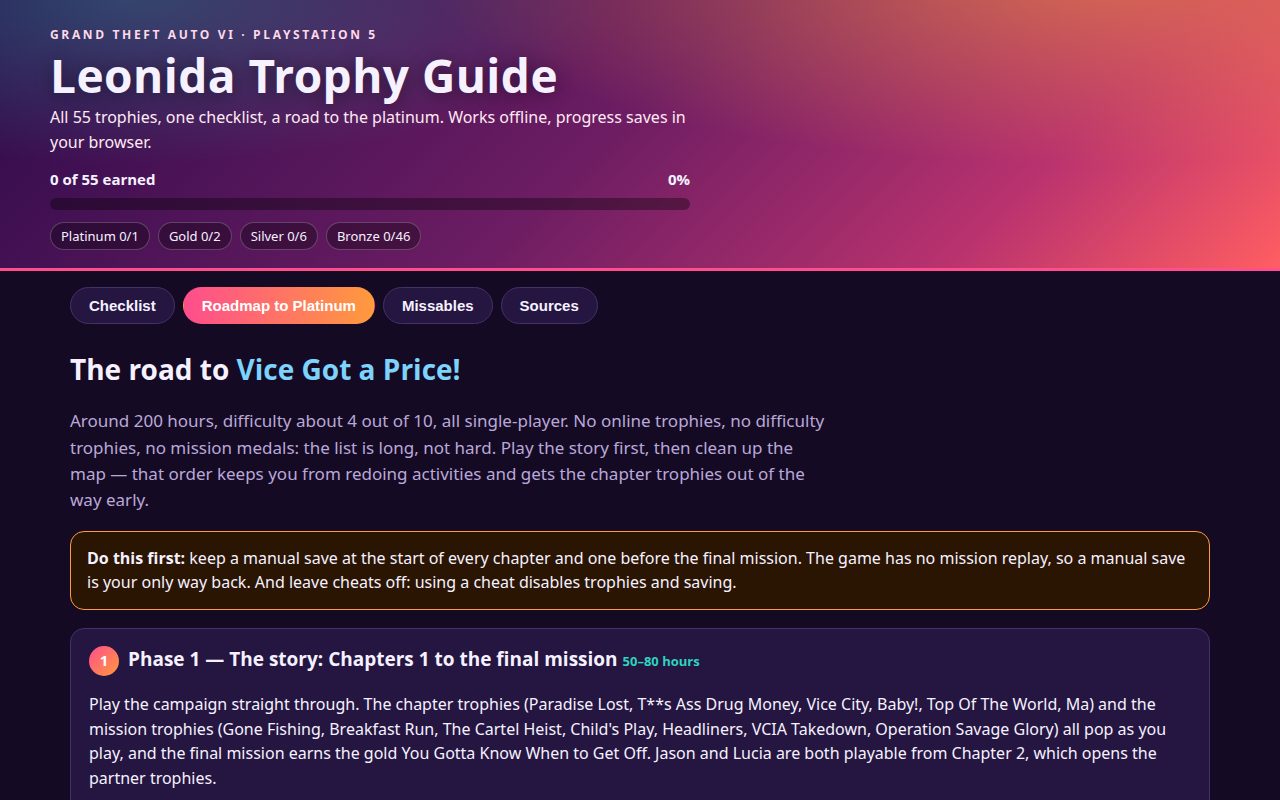 GRAND THEFT AUTO VI · PLAYSTATION 5
Leonida Trophy Guide
All 55 trophies, one checklist, a road to the platinum. Works offline, progress saves in
your browser.
0 of 55 earned 0%
Platinum 0/1 Gold 0/2 Silver 0/6 Bronze 0/46
Checklist Roadmap to Platinum Missables Sources
The road to Vice Got a Price!
Around 200 hours, difficulty about 4 out of 10, all single-player. No online trophies, no difficulty
trophies, no mission medals: the list is long, not hard. Play the story first, then clean up the
map — that order keeps you from redoing activities and gets the chapter trophies out of the
way early.
Do this first: keep a manual save at the start of every chapter and one before the final mission. The game has no mission replay, so a manual save
is your only way back. And leave cheats off: using a cheat disables trophies and saving.
1 Phase 1 — The story: Chapters 1 to the final mission 50–80 hours
Play the campaign straight through. The chapter trophies (Paradise Lost, T**s Ass Drug Money, Vice City, Baby!, Top Of The World, Ma) and the
mission trophies (Gone Fishing, Breakfast Run, The Cartel Heist, Child's Play, Headliners, VCIA Takedown, Operation Savage Glory) all pop as you
play, and the final mission earns the gold You Gotta Know When to Get Off. Jason and Lucia are both playable from Chapter 2, which opens the
partner trophies.